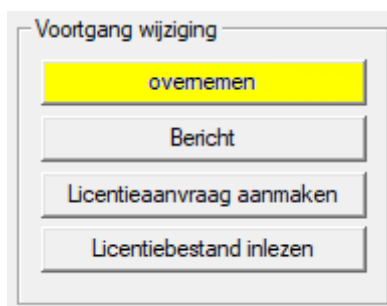 Voortgang wijziging
overnemen
Bericht
Licentieaanvraag aanmaken
Licentiebestand inlezen